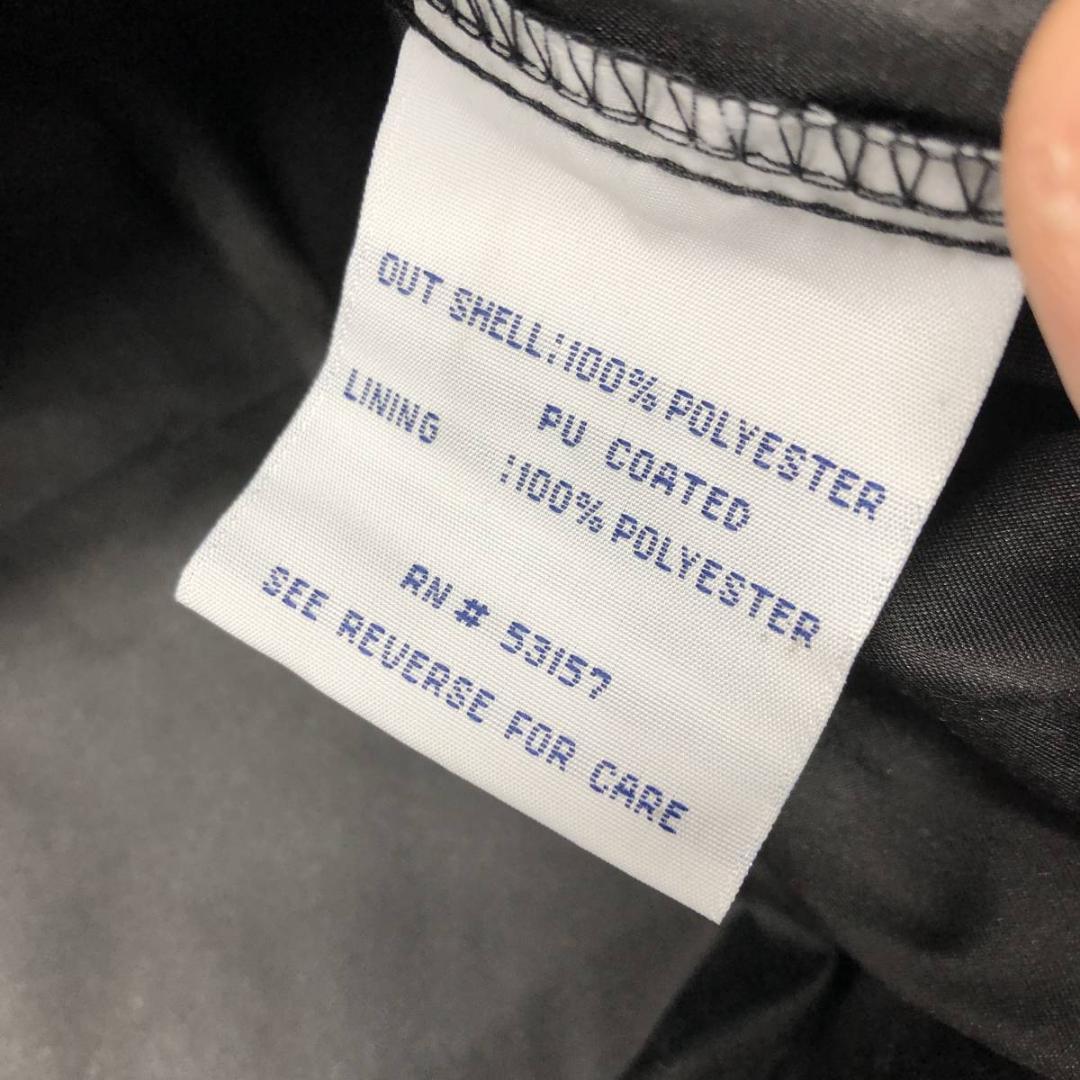 OUT SHELL:100% POLYESTER
PU COATED
LINING :100% POLYESTER
RN # 53157
SEE REVERSE FOR CARE